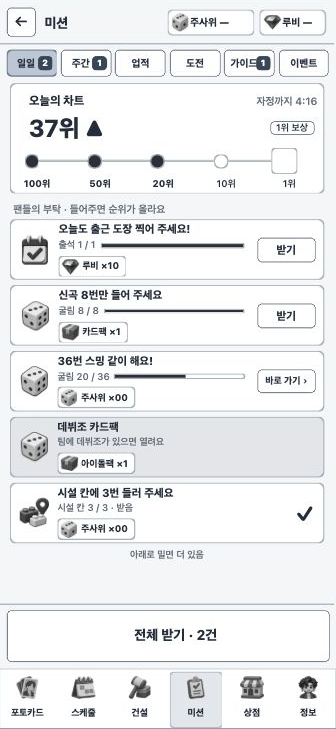 미션
주사위 —
루비 —
일일 2
주간 1
업적
도전
가이드 1
이벤트
오늘의 차트
자정까지 4:16
37위 ▲
1위 보상
100위 50위 20위 10위 1위
팬들의 부탁 · 들어주면 순위가 올라요
오늘도 출근 도장 찍어 주세요!
출석 1 / 1
루비 ×10
받기
신곡 8번만 들어 주세요
굴림 8 / 8
카드팩 ×1
받기
36번 스밍 같이 해요!
굴림 20 / 36
주사위 ×00
바로 가기 ›
데뷔조 카드팩
팀에 데뷔조가 있으면 열려요
아이돌팩 ×1
시설 칸에 3번 들러 주세요
시설 칸 3 / 3 · 받음
주사위 ×00
아래로 밀면 더 있음
전체 받기 · 2건
포토카드
스케줄
건설
미션
상점
정보